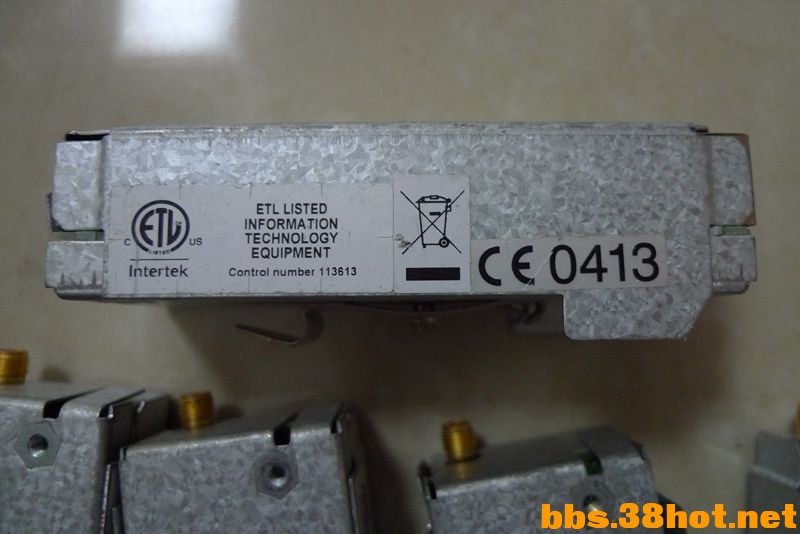 ETL
LISTED
C US
Intertek
ETL LISTED
INFORMATION
TECHNOLOGY
EQUIPMENT
Control number 113613
CE 0413
bbs.38hot.net